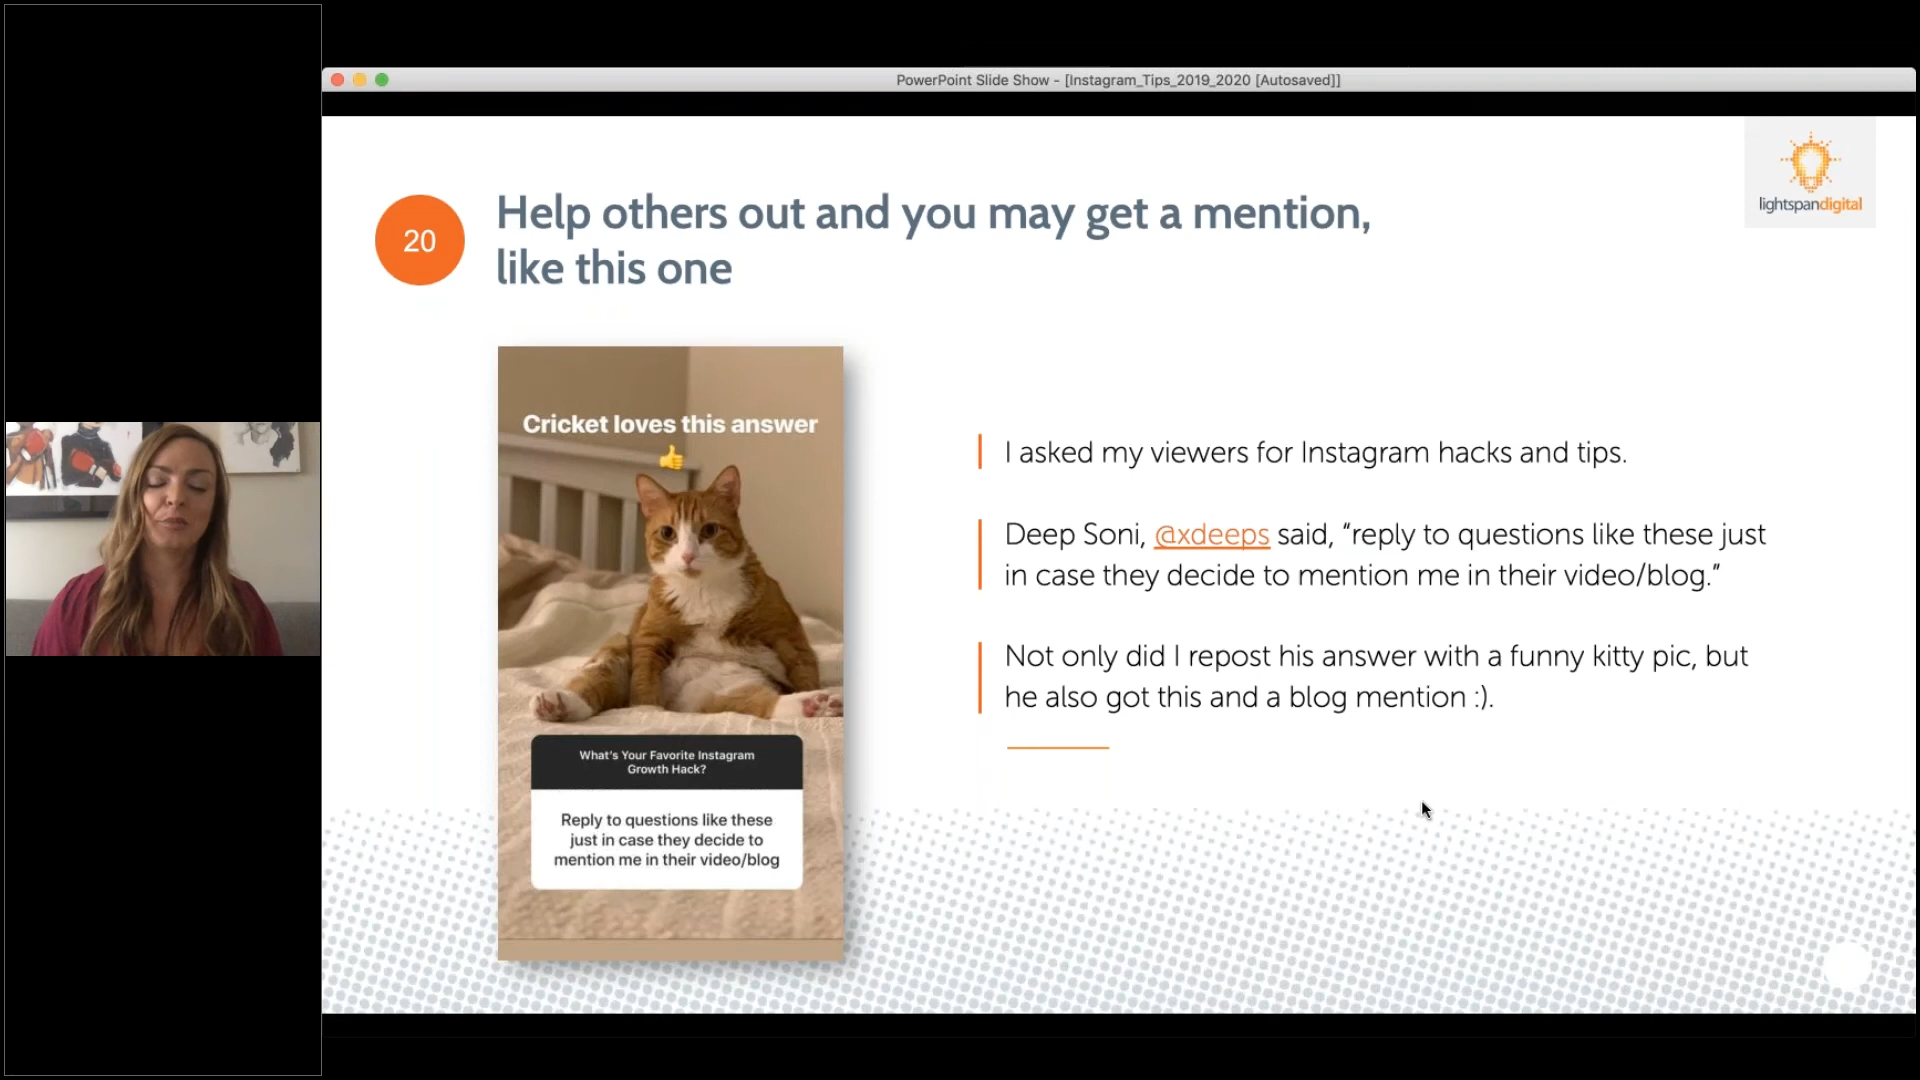 PowerPoint Slide Show - [Instagram_Tips_2019_2020 [Autosaved]]
lightspandigital
20
Help others out and you may get a mention,
like this one
Cricket loves this answer
👍
What's Your Favorite Instagram
Growth Hack?
Reply to questions like these
just in case they decide to
mention me in their video/blog
I asked my viewers for Instagram hacks and tips.
Deep Soni, @xdeeps said, “reply to questions like these just
in case they decide to mention me in their video/blog.”
Not only did I repost his answer with a funny kitty pic, but
he also got this and a blog mention :).